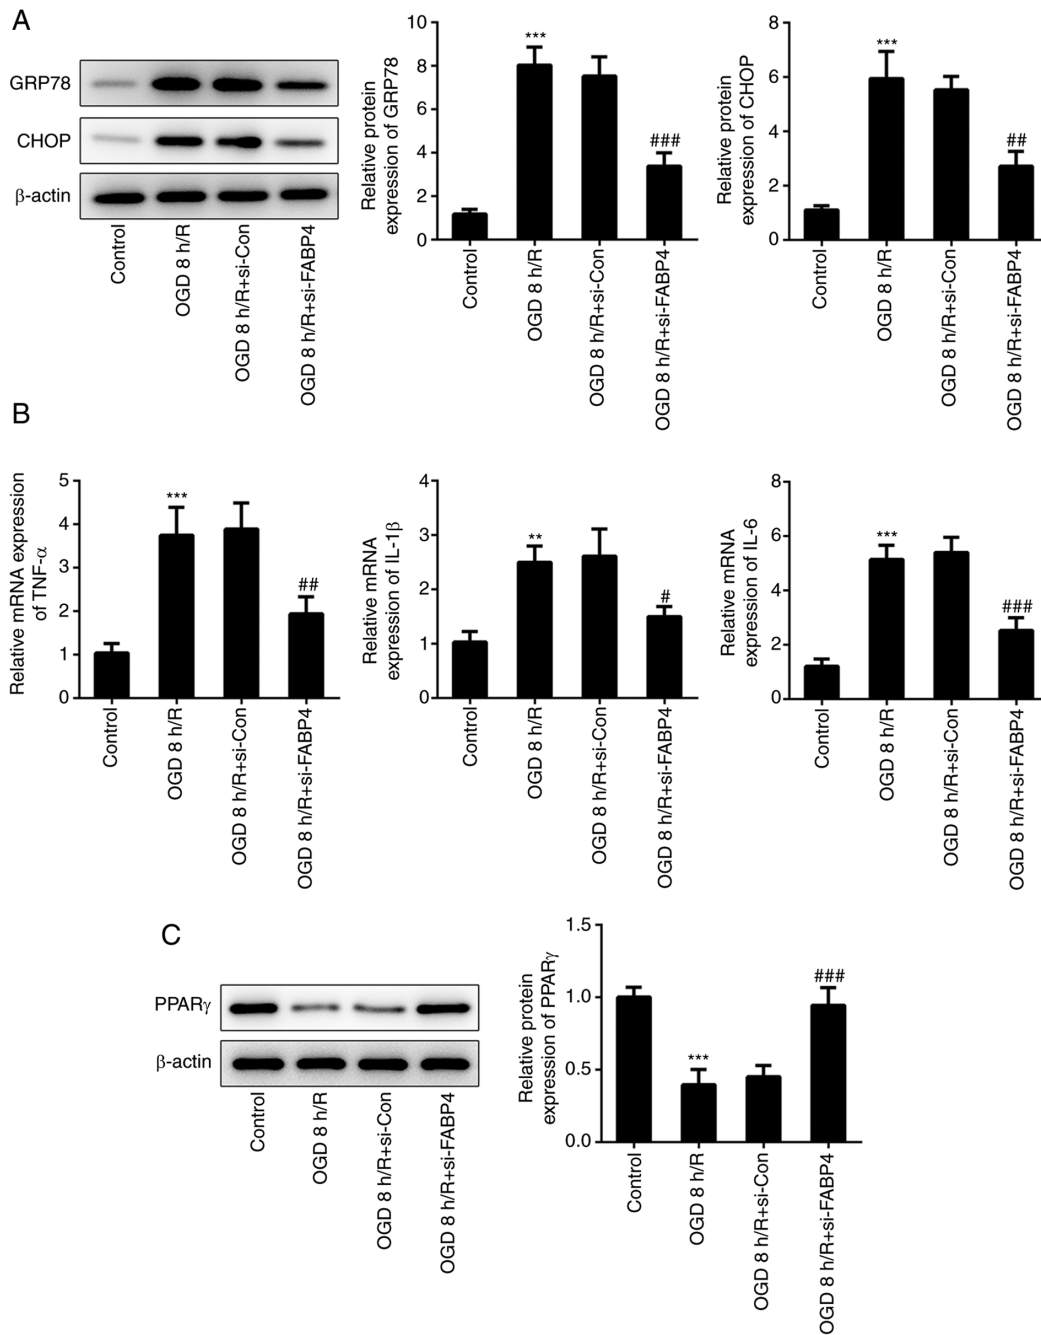 A
GRP78
CHOP
β-actin
Control
OGD 8 h/R
OGD 8 h/R+si-Con
OGD 8 h/R+si-FABP4
Relative protein
expression of GRP78
10
8
6
4
2
0
***
###
Control
OGD 8 h/R
OGD 8 h/R+si-Con
OGD 8 h/R+si-FABP4
Relative protein
expression of CHOP
8
6
4
2
0
***
##
Control
OGD 8 h/R
OGD 8 h/R+si-Con
OGD 8 h/R+si-FABP4
B
Relative mRNA expression
of TNF-α
5
4
3
2
1
0
***
##
Control
OGD 8 h/R
OGD 8 h/R+si-Con
OGD 8 h/R+si-FABP4
Relative mRNA
expression of IL-1β
4
3
2
1
0
**
#
Control
OGD 8 h/R
OGD 8 h/R+si-Con
OGD 8 h/R+si-FABP4
Relative mRNA
expression of IL-6
8
6
4
2
0
***
###
Control
OGD 8 h/R
OGD 8 h/R+si-Con
OGD 8 h/R+si-FABP4
C
PPARγ
β-actin
Control
OGD 8 h/R
OGD 8 h/R+si-Con
OGD 8 h/R+si-FABP4
Relative protein
expression of PPARγ
1.5
1.0
0.5
0.0
***
###
Control
OGD 8 h/R
OGD 8 h/R+si-Con
OGD 8 h/R+si-FABP4